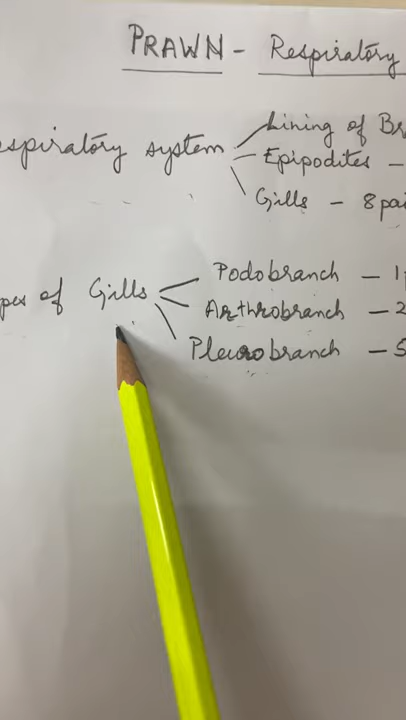 PRAWN - Respiratory
espiratory system
Lining of Br
Epipodites -
Gills - 8 pai
pes of Gills
Podobranch - 1
Arthrobranch - 2
Pleurobranch - 5